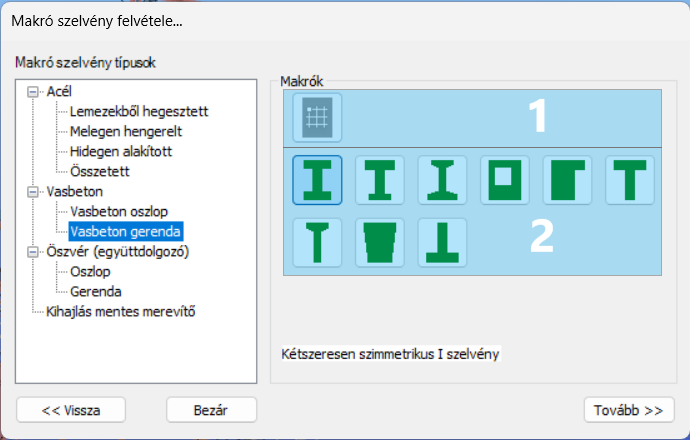 Makró szelvény felvétele...
Makró szelvény típusok
Acél
Lemezekből hegesztett
Melegen hengerelt
Hidegen alakított
Összetett
Vasbeton
Vasbeton oszlop
Vasbeton gerenda
Öszvér (együttdolgozó)
Oszlop
Gerenda
Kihajlás mentes merevítő
Makrók
1
2
Kétszeresen szimmetrikus I szelvény
<< Vissza
Bezár
Tovább >>